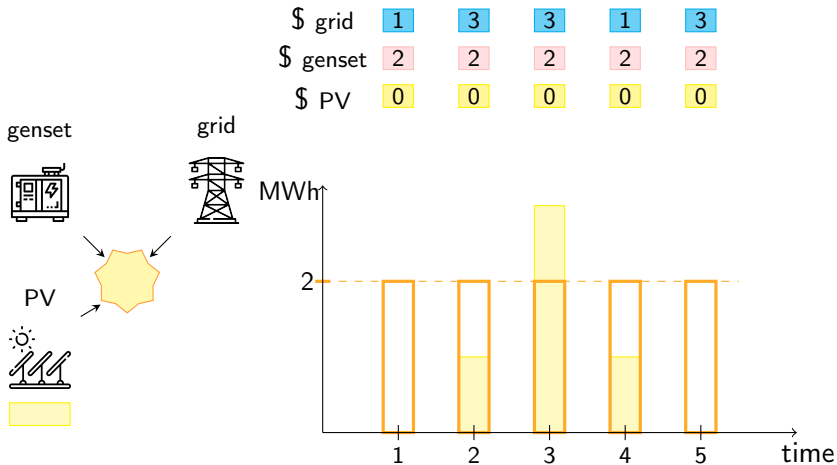 $ grid 1 3 3 1 3
$ genset 2 2 2 2 2
$ PV 0 0 0 0 0
genset
grid
MWh
2
PV
1 2 3 4 5
time